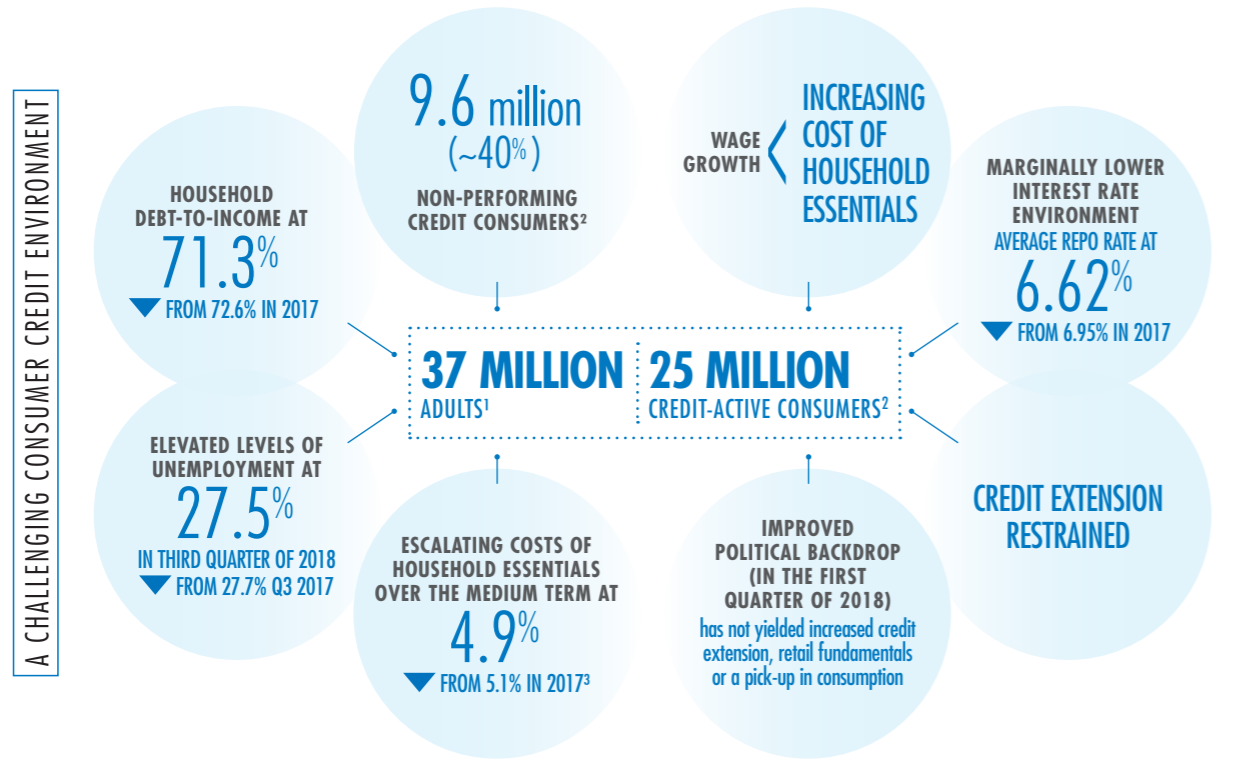 A CHALLENGING CONSUMER CREDIT ENVIRONMENT
HOUSEHOLD
DEBT-TO-INCOME AT
71.3%
▼ FROM 72.6% IN 2017
9.6 million
(~40%)
NON-PERFORMING
CREDIT CONSUMERS²
WAGE
GROWTH
<
INCREASING
COST OF
HOUSEHOLD
ESSENTIALS
MARGINALLY LOWER
INTEREST RATE
ENVIRONMENT
AVERAGE REPO RATE AT
6.62%
▼ FROM 6.95% IN 2017
37 MILLION
ADULTS¹
25 MILLION
CREDIT-ACTIVE CONSUMERS²
ELEVATED LEVELS OF
UNEMPLOYMENT AT
27.5%
IN THIRD QUARTER OF 2018
▼ FROM 27.7% Q3 2017
ESCALATING COSTS OF
HOUSEHOLD ESSENTIALS
OVER THE MEDIUM TERM AT
4.9%
▼ FROM 5.1% IN 2017³
IMPROVED
POLITICAL BACKDROP
(IN THE FIRST
QUARTER OF 2018)
has not yielded increased credit
extension, retail fundamentals
or a pick-up in consumption
CREDIT EXTENSION
RESTRAINED